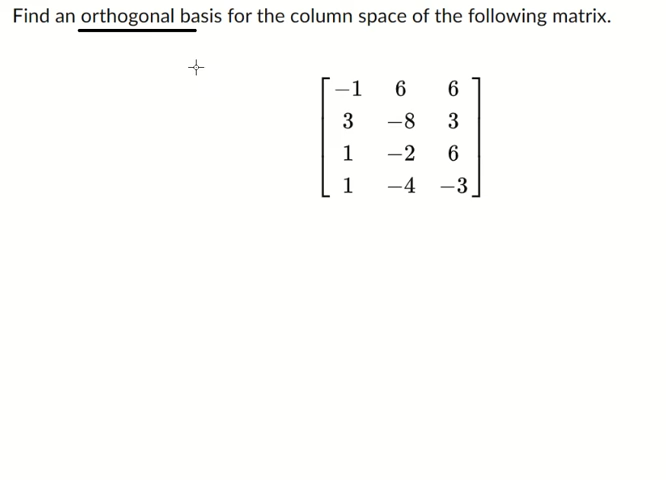 Find an orthogonal basis for the column space of the following matrix.
−1 6 6
3 −8 3
1 −2 6
1 −4 −3